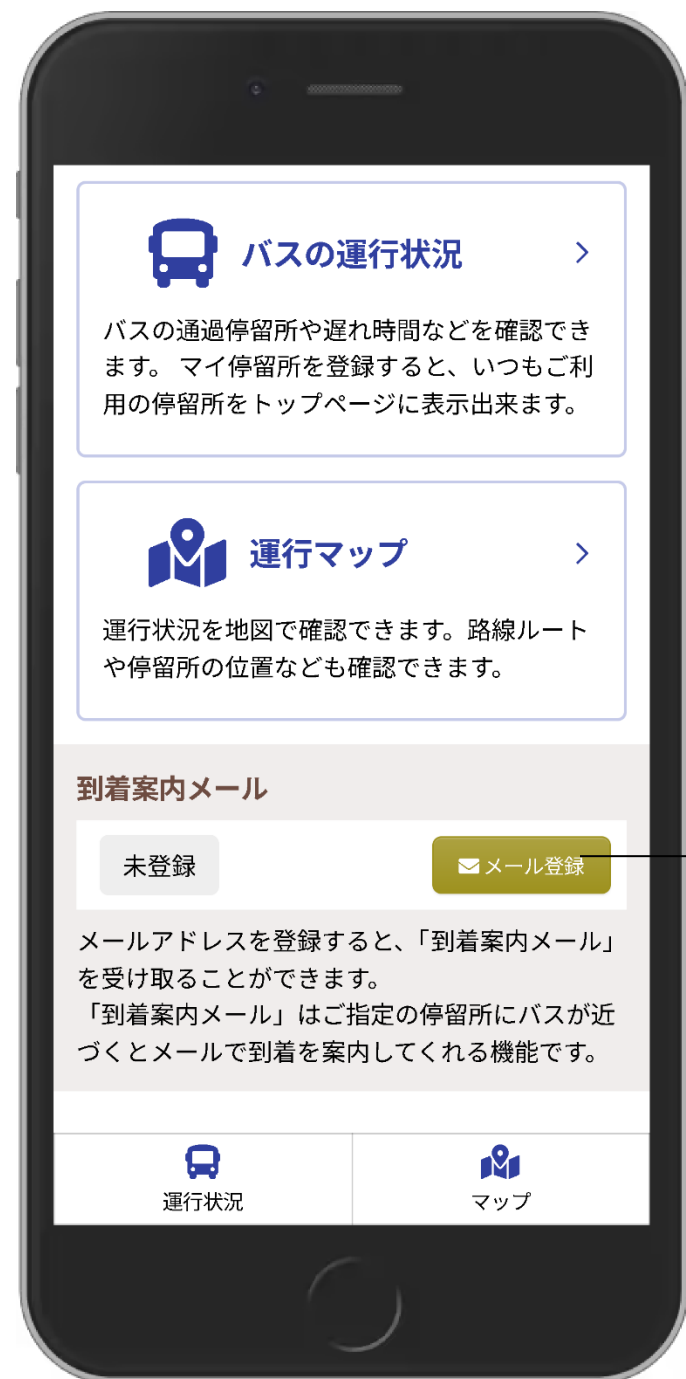 バスの運行状況
バスの通過停留所や遅れ時間などを確認でき
ます。 マイ停留所を登録すると、いつもご利
用の停留所をトップページに表示出来ます。
運行マップ
運行状況を地図で確認できます。路線ルート
や停留所の位置なども確認できます。
到着案内メール
未登録
メール登録
メールアドレスを登録すると、「到着案内メール」
を受け取ることができます。
「到着案内メール」はご指定の停留所にバスが近
づくとメールで到着を案内してくれる機能です。
運行状況
マップ